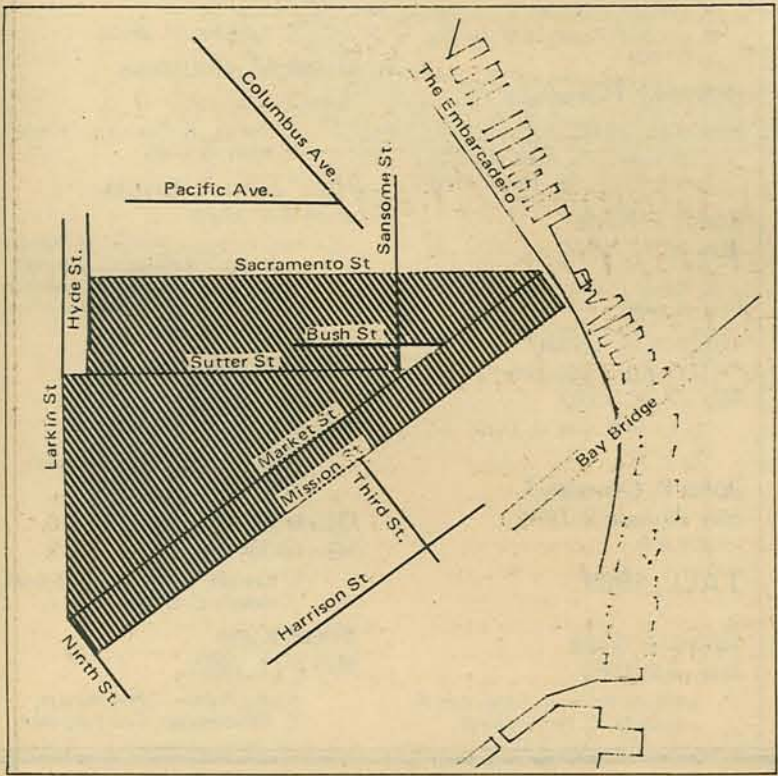 Columbus Ave.
The Embarcadero
Pacific Ave.
Sansome St.
Hyde St.
Sacramento St
Bush St.
Sutter St
Larkin St
Market St
Mission St.
Third St.
Bay Bridge
Harrison St
Ninth St.